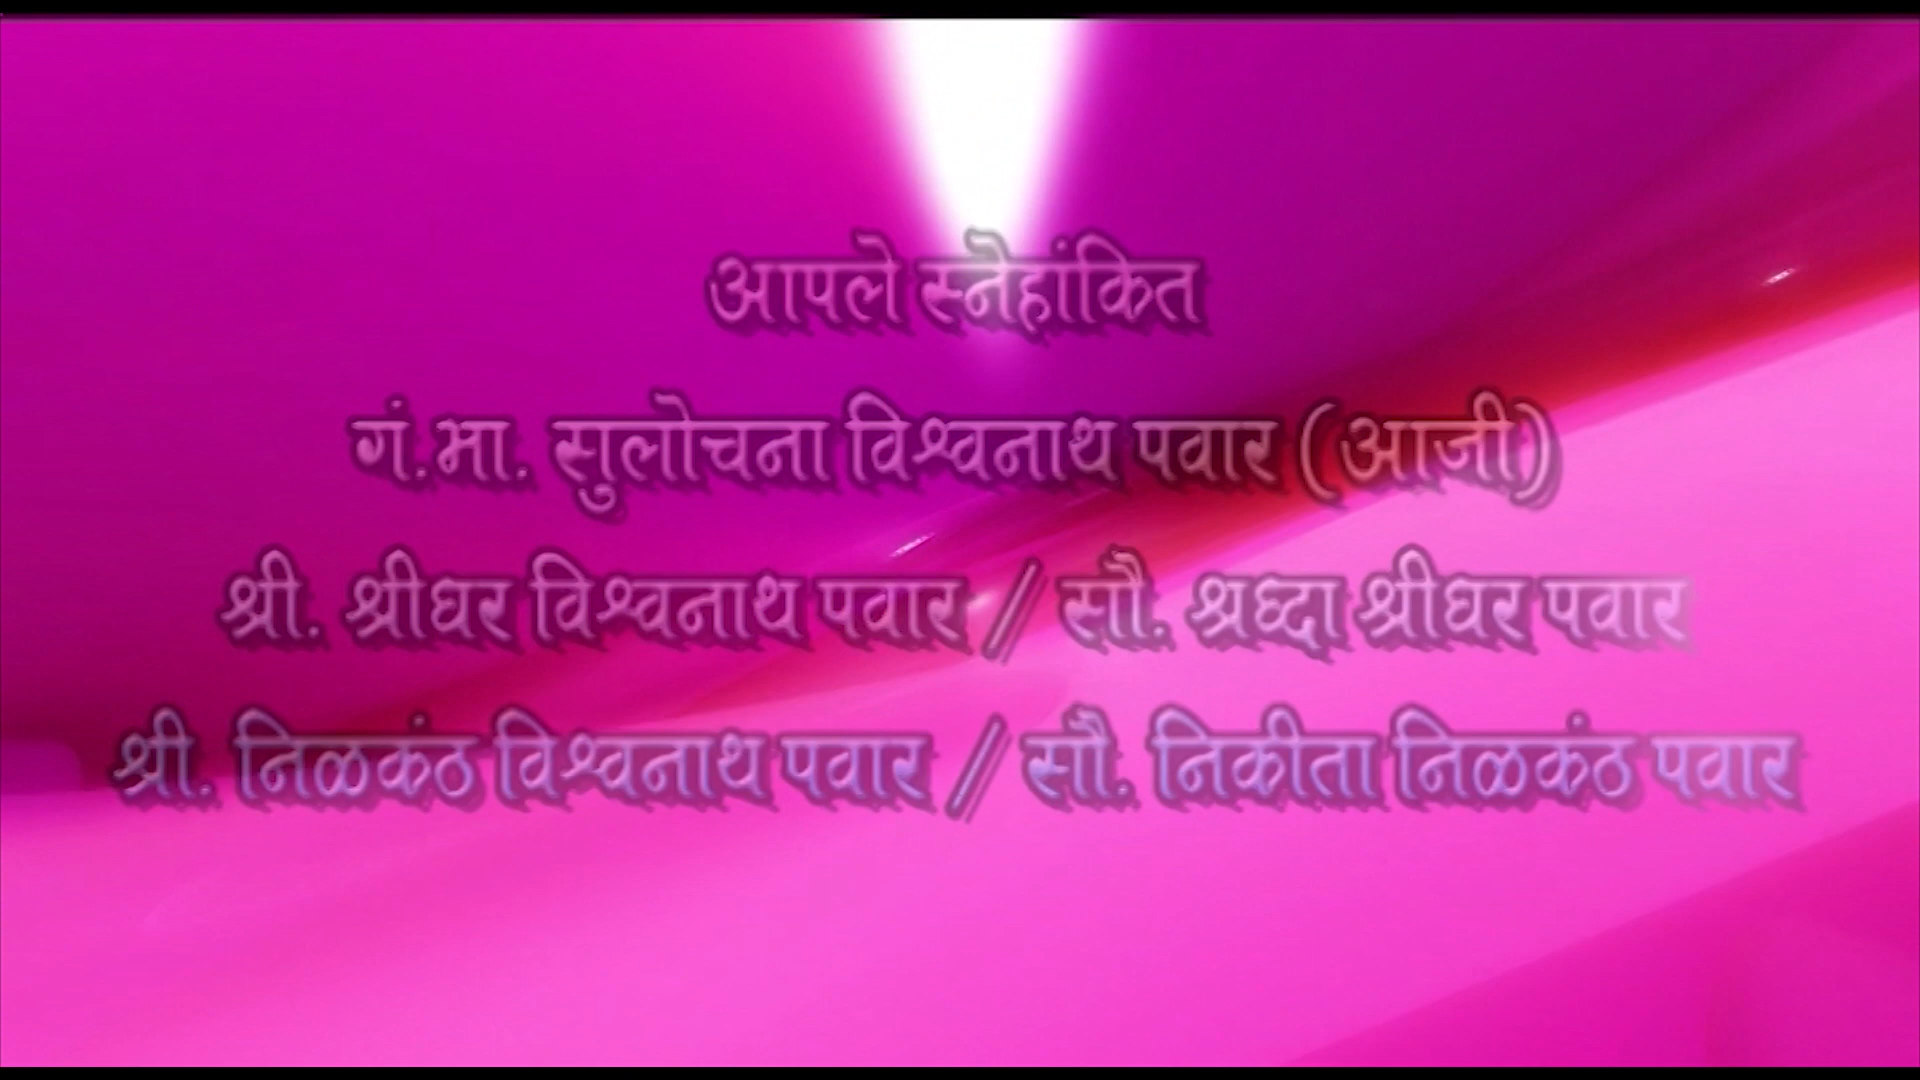 आपले स्नेहांकित
गं.भा. सुलोचना विश्वनाथ पवार (आजी)
श्री. श्रीधर विश्वनाथ पवार / सौ. श्रध्दा श्रीधर पवार
श्री. निळकंठ विश्वनाथ पवार / सौ. निकीता निळकंठ पवार